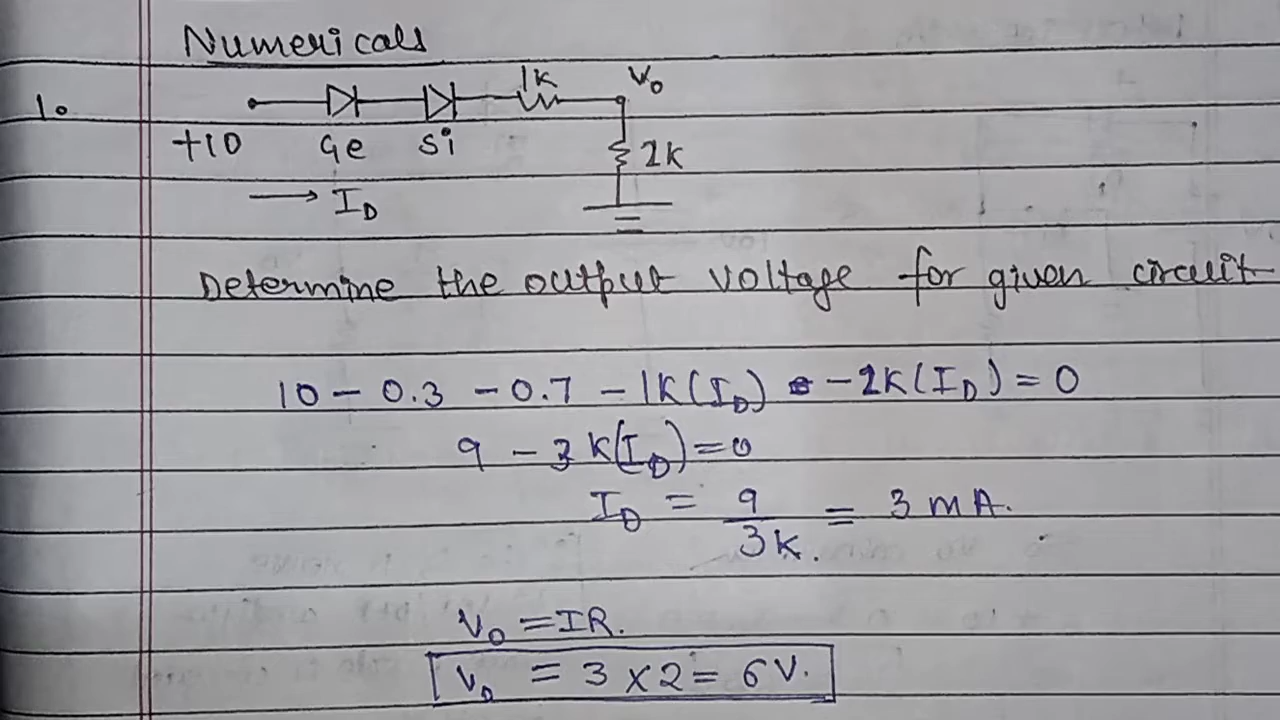 Numericals
1.
1K V₀
+10 Ge Si 2K
→ I_D
Determine the output voltage for given circuit
10 - 0.3 - 0.7 - 1K(I_D) - 2K(I_D) = 0
9 - 3K(I_D) = 0
I_D = 9/3K. = 3 mA.
V₀ = IR.
V₀ = 3 × 2 = 6V.